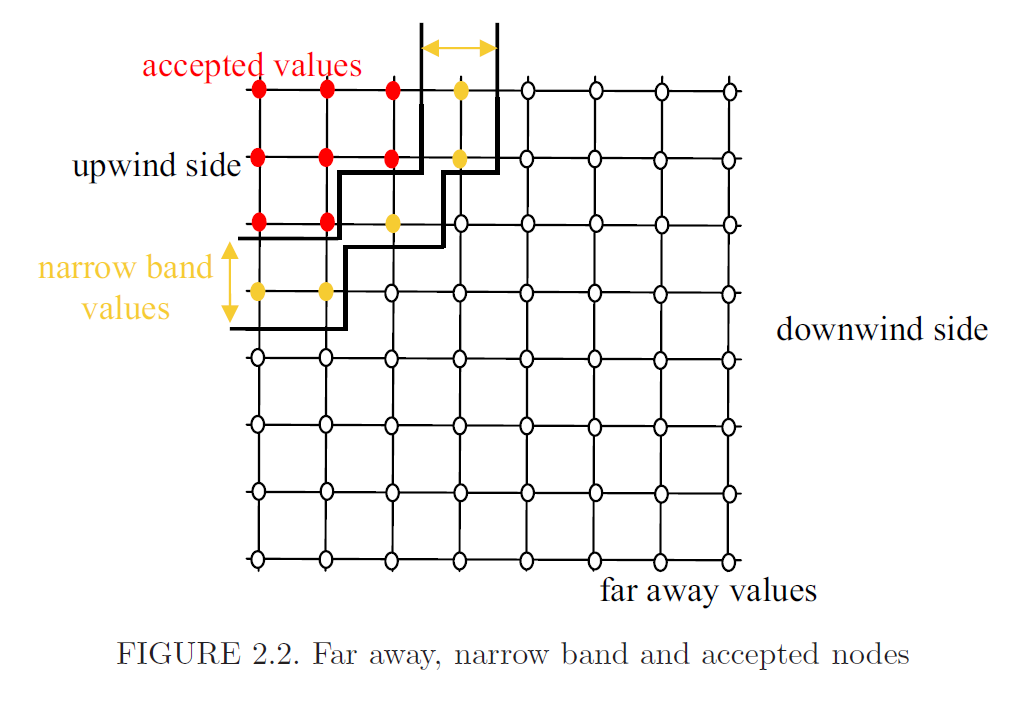 accepted values
upwind side
narrow band
values
downwind side
far away values
FIGURE 2.2. Far away, narrow band and accepted nodes